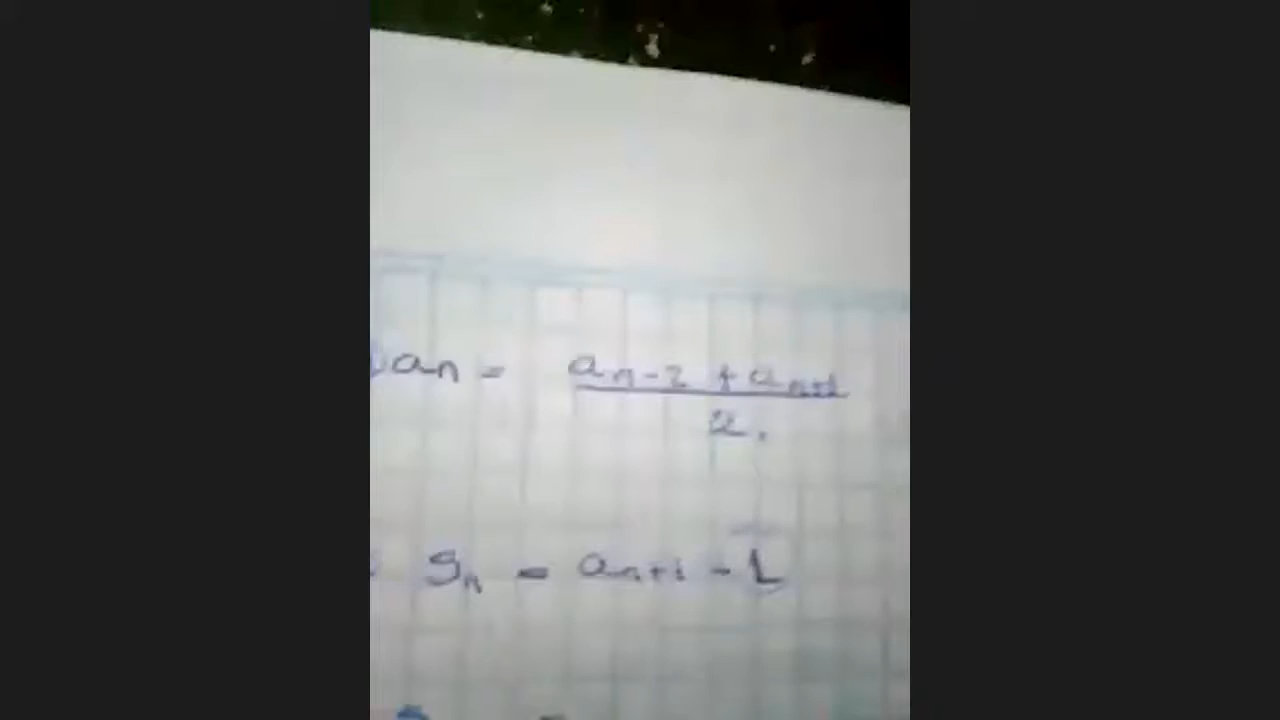 an = (an-2 + an+1) / 2.
Sn = an+1 - 1